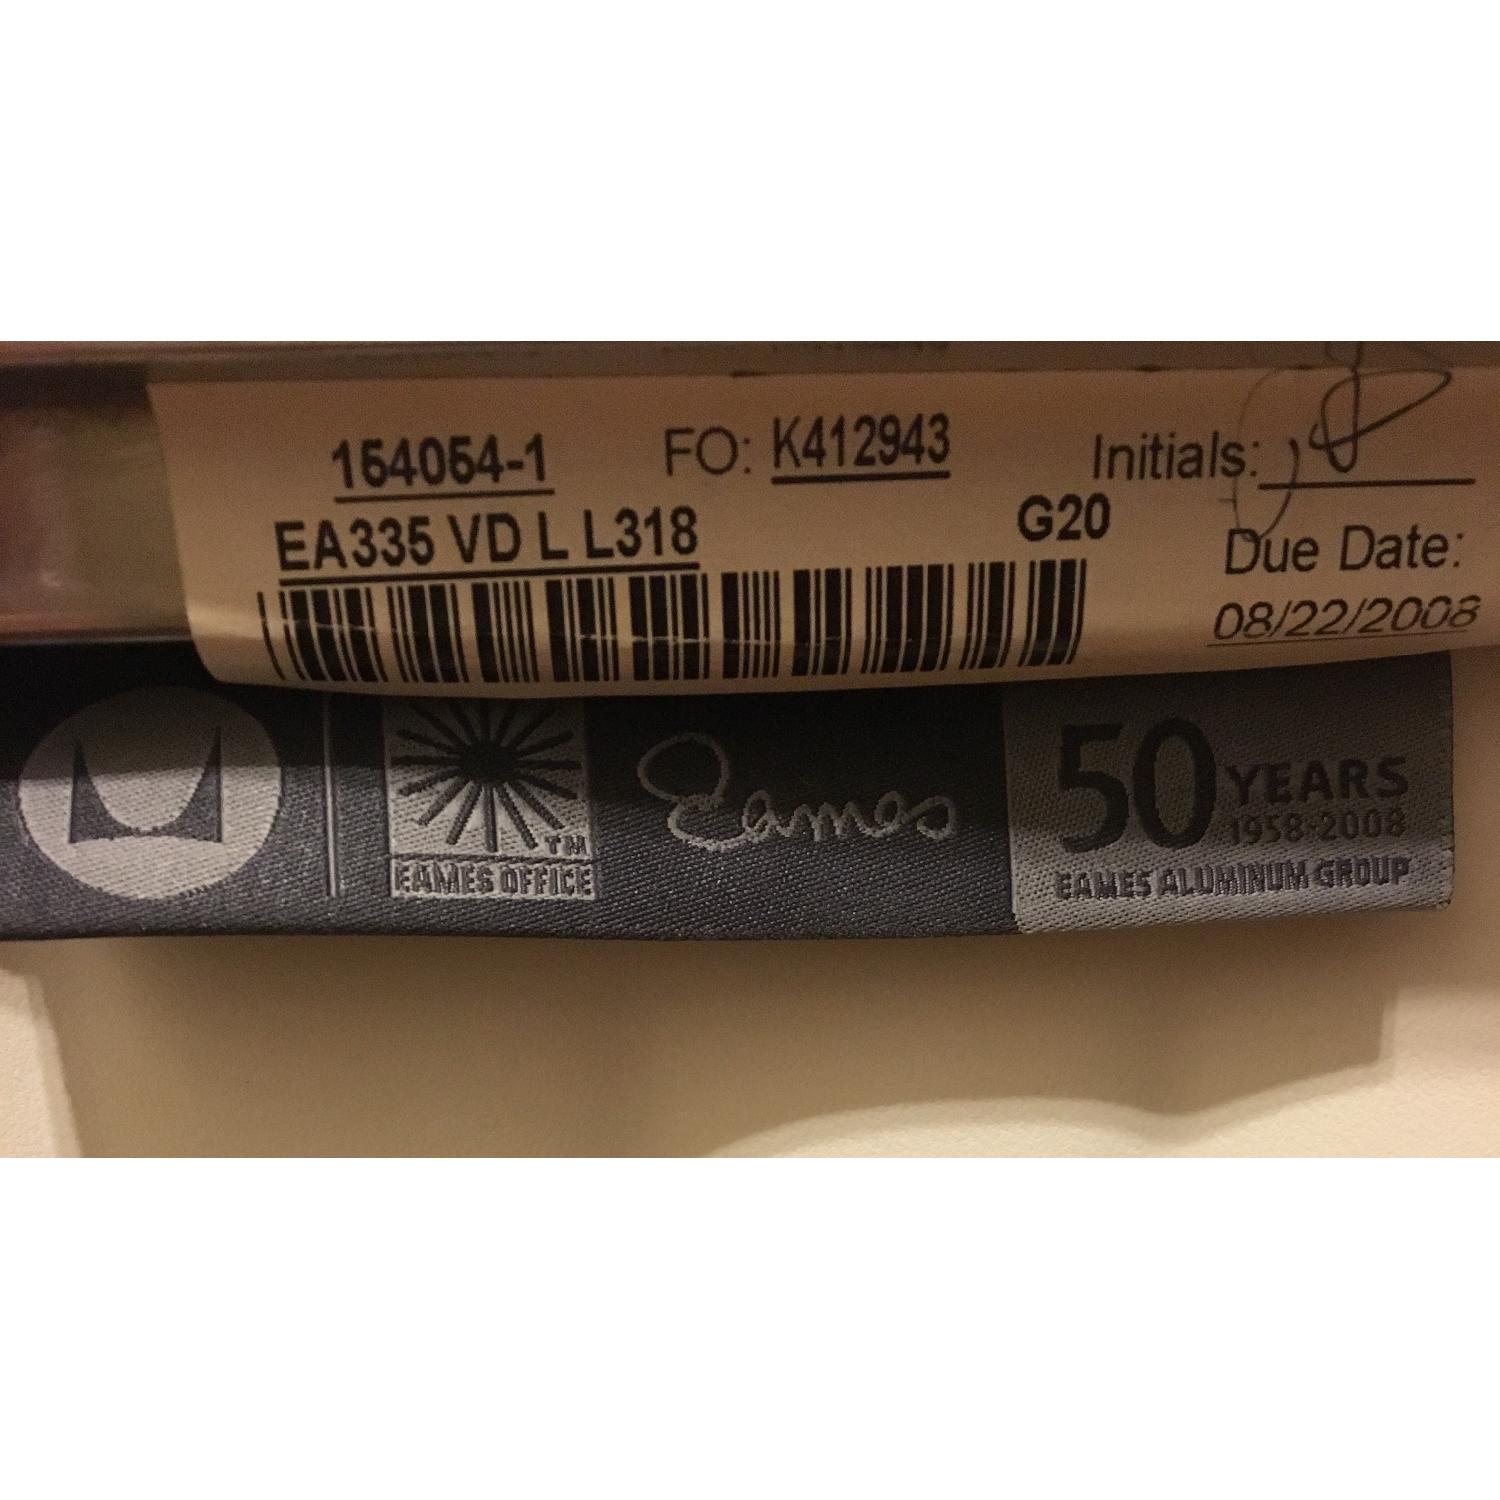 154054-1 FO: K412943 Initials:
EA335 VD L L318 G20
Due Date:
08/22/2008
TM
EAMES OFFICE
Eames
50 YEARS
1958-2008
EAMES ALUMINUM GROUP